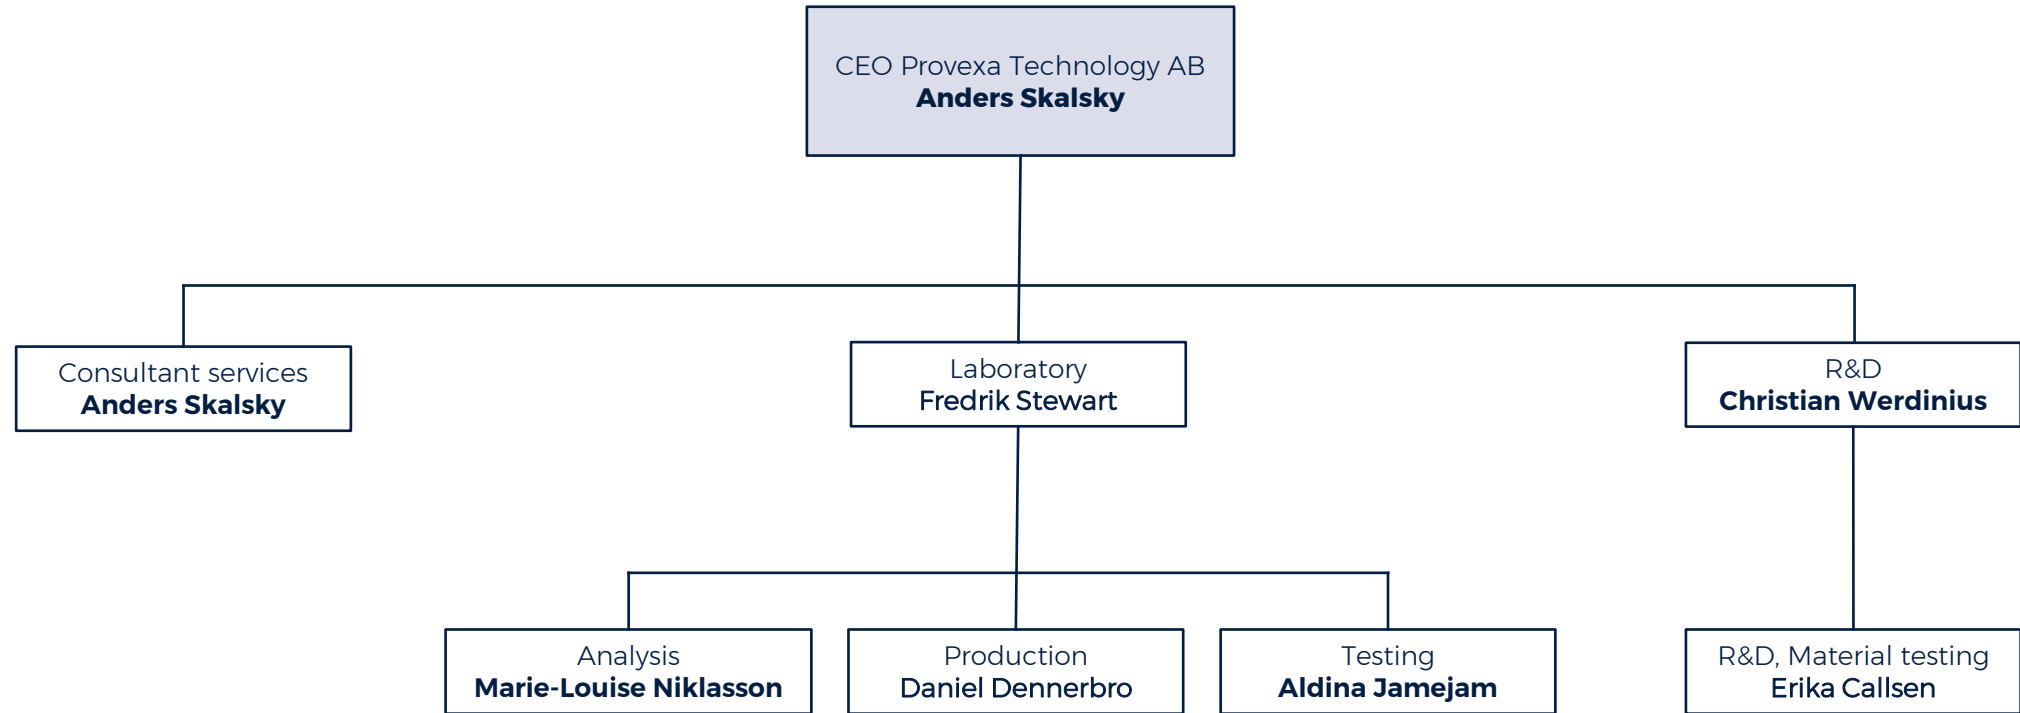 CEO Provexa Technology AB
Anders Skalsky
Consultant services
Anders Skalsky
Laboratory
Fredrik Stewart
R&D
Christian Werdinius
Analysis
Marie-Louise Niklasson
Production
Daniel Dennerbro
Testing
Aldina Jamejam
R&D, Material testing
Erika Callsen